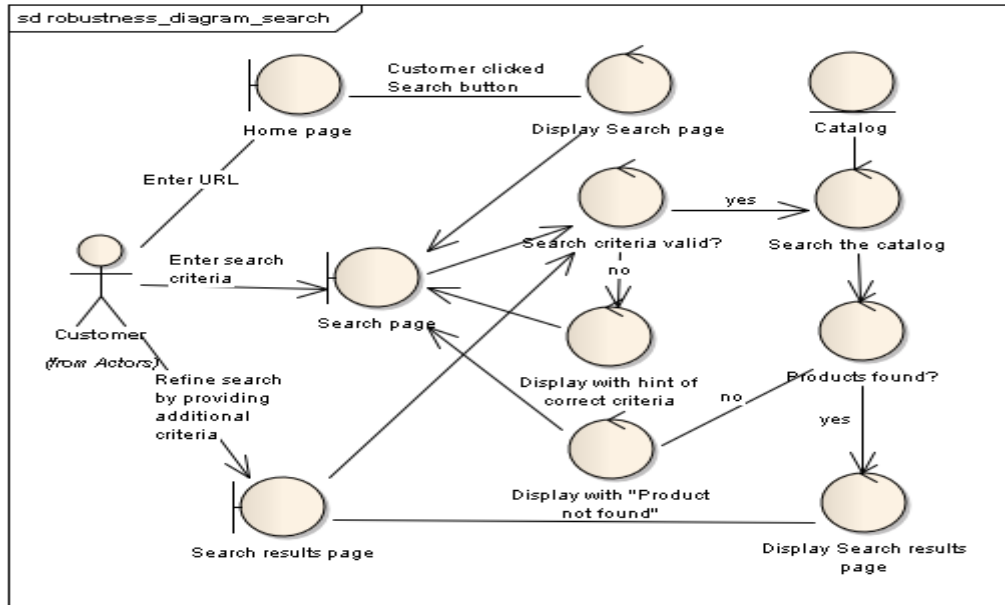 sd robustness_diagram_search
Customer clicked
Search button
Home page
Display Search page
Catalog
Enter URL
yes
Search criteria valid?
Search the catalog
Enter search
criteria
no
Search page
Customer
(from Actors)
Display with hint of
correct criteria
Products found?
Refine search
by providing
additional
criteria
no
yes
Display with "Product
not found"
Search results page
Display Search results
page